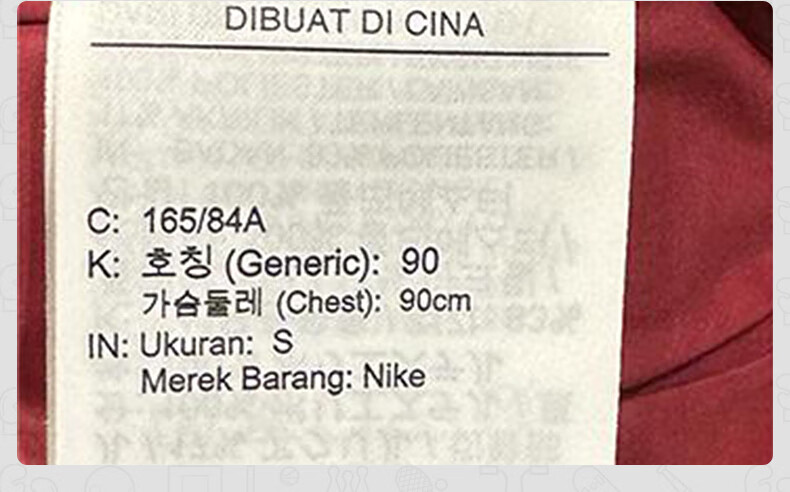 DIBUAT DI CINA
C: 165/84A
K: 호칭 (Generic): 90
가슴둘레 (Chest): 90cm
IN: Ukuran: S
Merek Barang: Nike